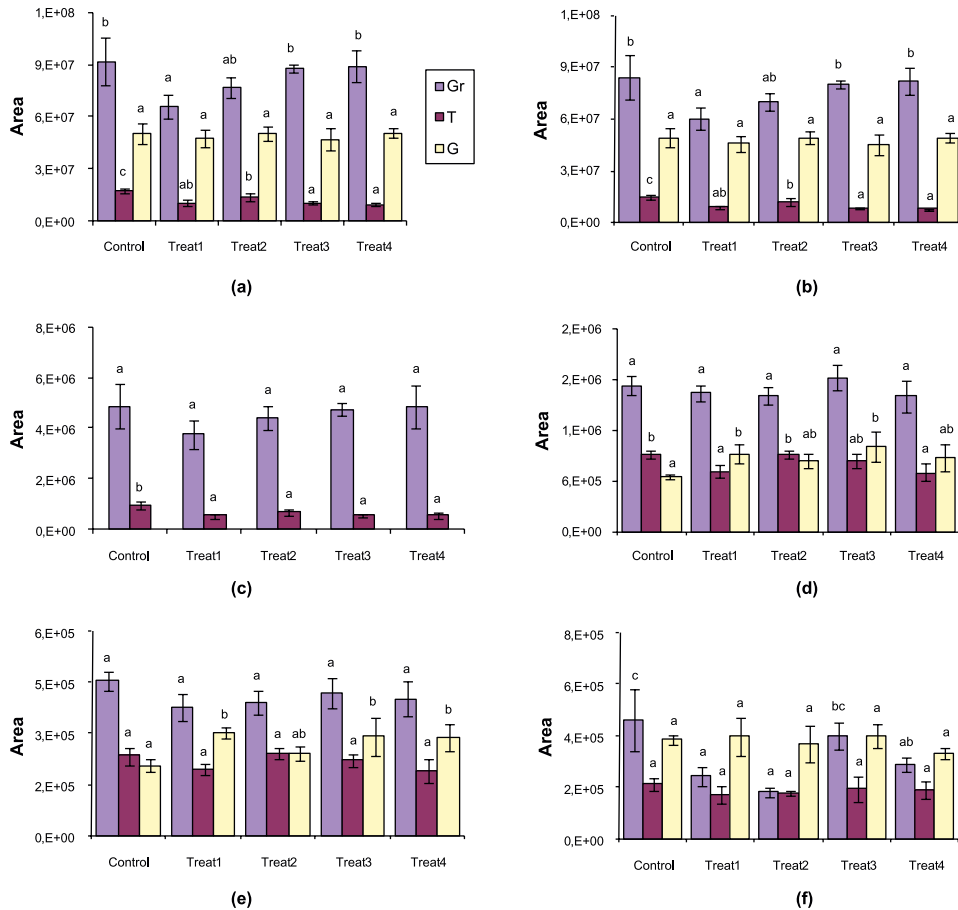 1,E+08
9,E+07
6,E+07
3,E+07
0,E+00
Area
b c a
a ab a
ab b a
b a a
b a a
Gr
T
G
Control Treat1 Treat2 Treat3 Treat4
(a)
1,E+08
9,E+07
6,E+07
3,E+07
0,E+00
Area
b c a
a ab a
ab b a
b a a
b a a
Control Treat1 Treat2 Treat3 Treat4
(b)
8,E+06
6,E+06
4,E+06
2,E+06
0,E+00
Area
a b
a a
a a
a a
a a
Control Treat1 Treat2 Treat3 Treat4
(c)
2,E+06
2,E+06
1,E+06
6,E+05
0,E+00
Area
a b a
a a b
a b ab
a ab b
a a ab
Control Treat1 Treat2 Treat3 Treat4
(d)
6,E+05
5,E+05
3,E+05
2,E+05
0,E+00
Area
a a a
a a b
a a ab
a a b
a a b
Control Treat1 Treat2 Treat3 Treat4
(e)
8,E+05
6,E+05
4,E+05
2,E+05
0,E+00
Area
c a a
a a a
a a a
bc a a
ab a a
Control Treat1 Treat2 Treat3 Treat4
(f)